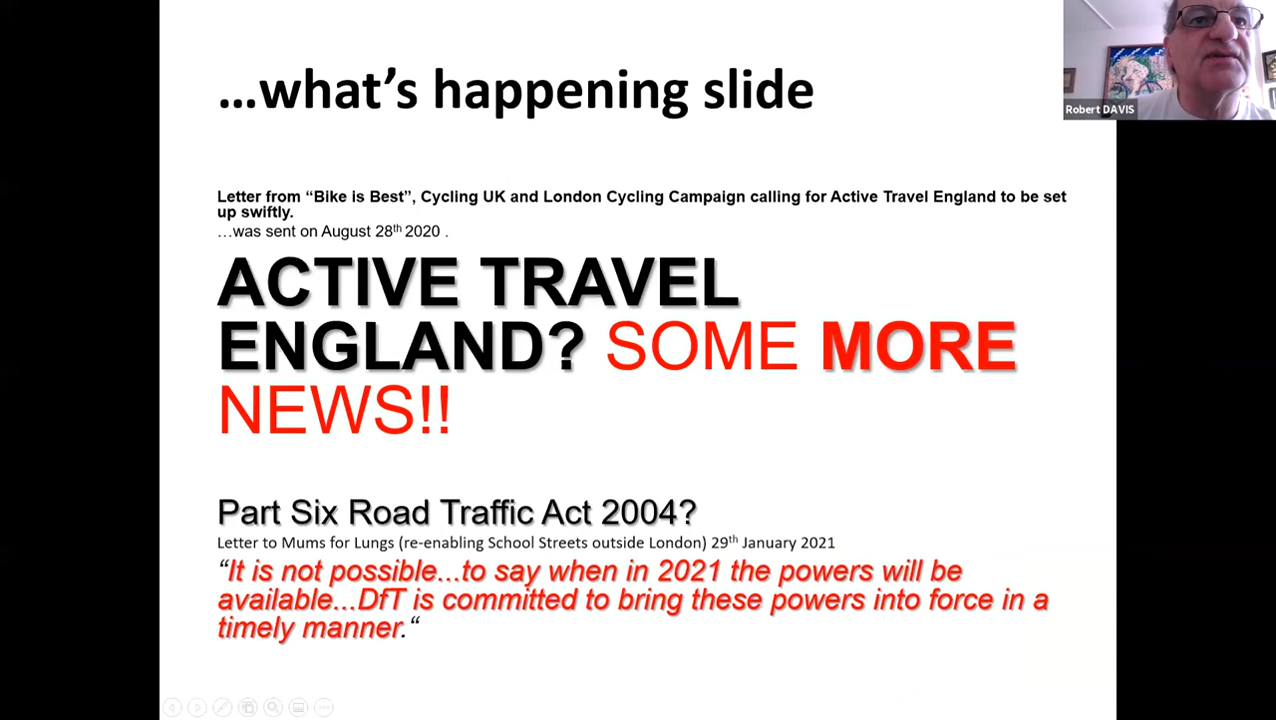 …what's happening slide
Robert DAVIS
Letter from “Bike is Best”, Cycling UK and London Cycling Campaign calling for Active Travel England to be set
up swiftly.
…was sent on August 28th 2020 .
ACTIVE TRAVEL
ENGLAND? SOME MORE
NEWS!!
Part Six Road Traffic Act 2004?
Letter to Mums for Lungs (re-enabling School Streets outside London) 29th January 2021
“It is not possible...to say when in 2021 the powers will be
available...DfT is committed to bring these powers into force in a
timely manner.“